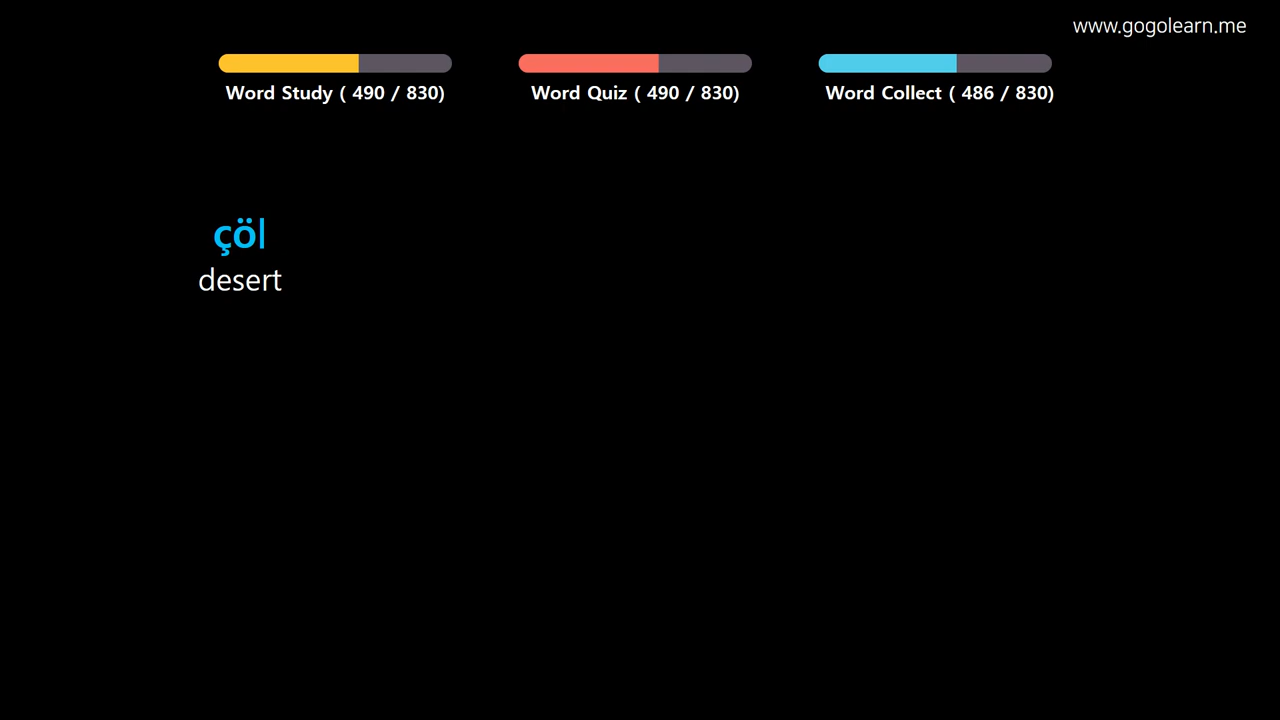 www.gogolearn.me
Word Study ( 490 / 830)
Word Quiz ( 490 / 830)
Word Collect ( 486 / 830)
çöl
desert